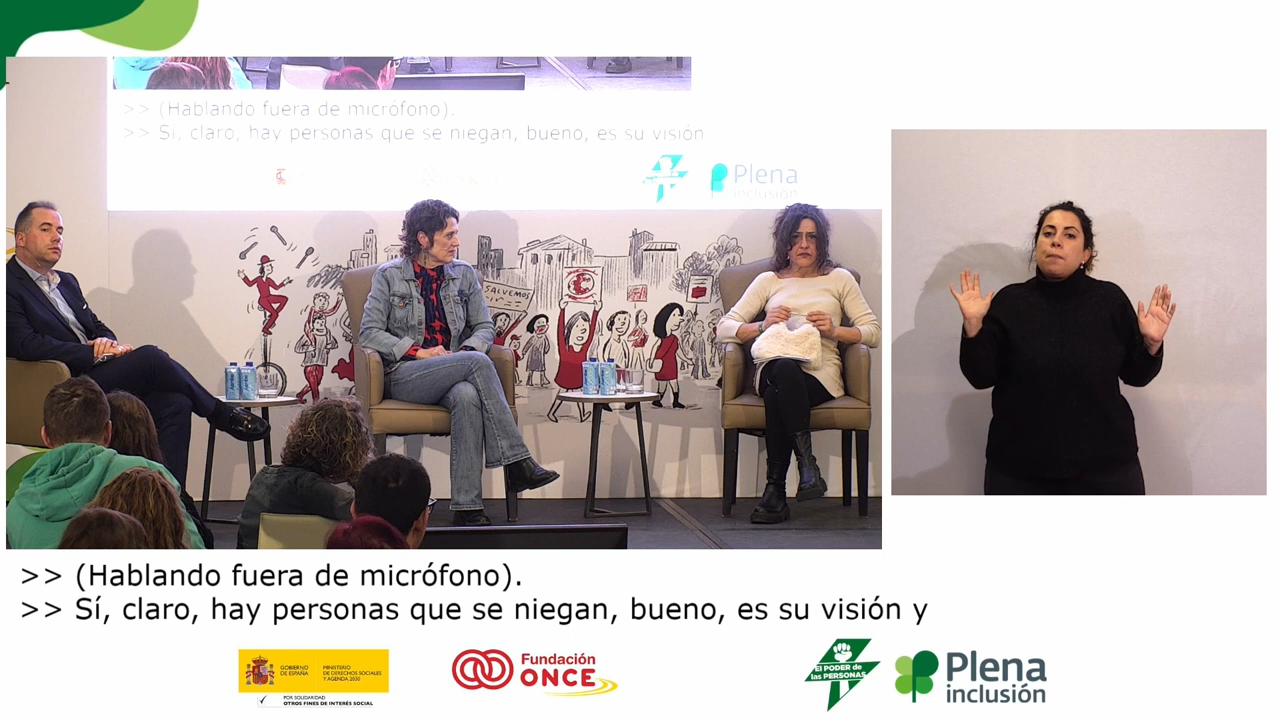 >> (Hablando fuera de micrófono).
>> Sí, claro, hay personas que se niegan, bueno, es su visión
Plena
inclusión
SALVEMOS
>> (Hablando fuera de micrófono).
>> Sí, claro, hay personas que se niegan, bueno, es su visión y
GOBIERNO
DE ESPAÑA
MINISTERIO
DE DERECHOS SOCIALES
Y AGENDA 2030
POR SOLIDARIDAD
OTROS FINES DE INTERÉS SOCIAL
Fundación
ONCE
EL PODER de
las PERSONAS
Plena
inclusión